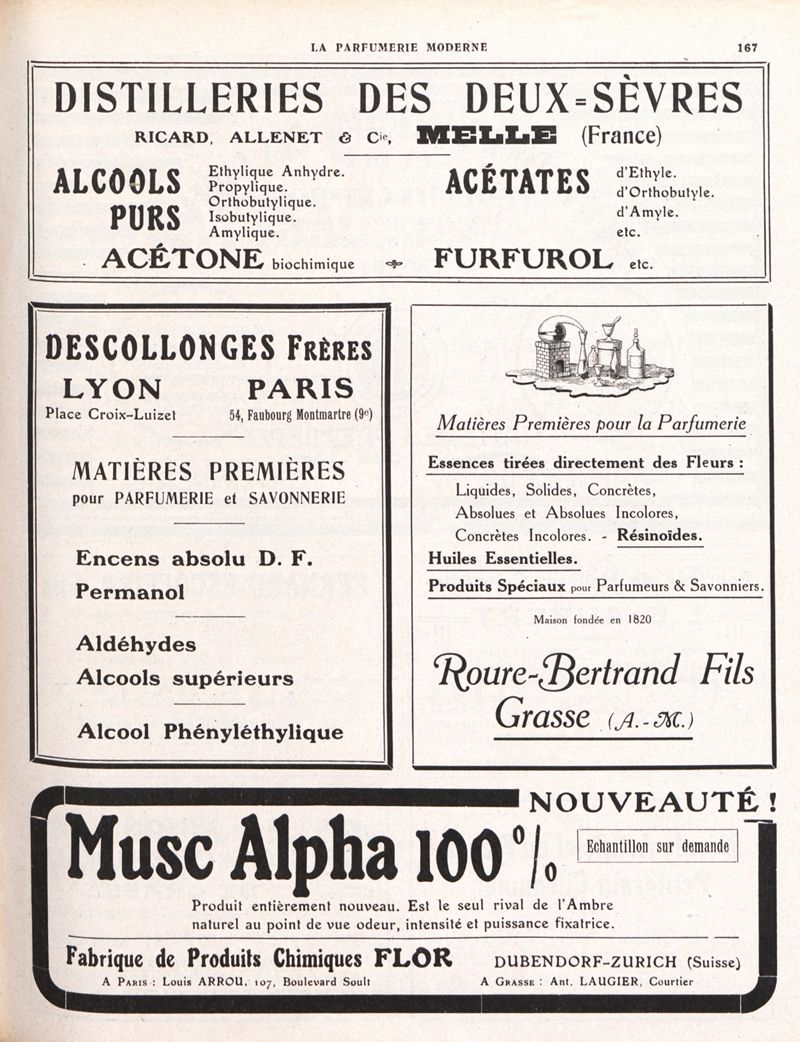 LA PARFUMERIE MODERNE
167
DISTILLERIES DES DEUX=SÈVRES
RICARD, ALLENET & Cie, MELLE (France)
ALCOOLS PURS
Ethylique Anhydre.
Propylique.
Orthobutylique.
Isobutylique.
Amylique.
ACÉTATES
d'Ethyle.
d'Orthobutyle.
d'Amyle.
etc.
ACÉTONE biochimique
FURFUROL etc.
DESCOLLONGES FRÈRES
LYON PARIS
Place Croix-Luizet 54, Faubourg Montmartre (9e)
MATIÈRES PREMIÈRES
pour PARFUMERIE et SAVONNERIE
Encens absolu D. F.
Permanol
Aldéhydes
Alcools supérieurs
Alcool Phényléthylique
Matières Premières pour la Parfumerie
Essences tirées directement des Fleurs :
Liquides, Solides, Concrètes,
Absolues et Absolues Incolores,
Concrètes Incolores. - Résinoïdes.
Huiles Essentielles.
Produits Spéciaux pour Parfumeurs & Savonniers.
Maison fondée en 1820
Roure-Bertrand Fils
Grasse (A.-M.)
NOUVEAUTÉ !
Musc Alpha 100 %
Echantillon sur demande
Produit entièrement nouveau. Est le seul rival de l'Ambre
naturel au point de vue odeur, intensité et puissance fixatrice.
Fabrique de Produits Chimiques FLOR DUBENDORF-ZURICH (Suisse)
A PARIS : Louis ARROU, 107, Boulevard Soult
A GRASSE : Ant. LAUGIER, Courtier